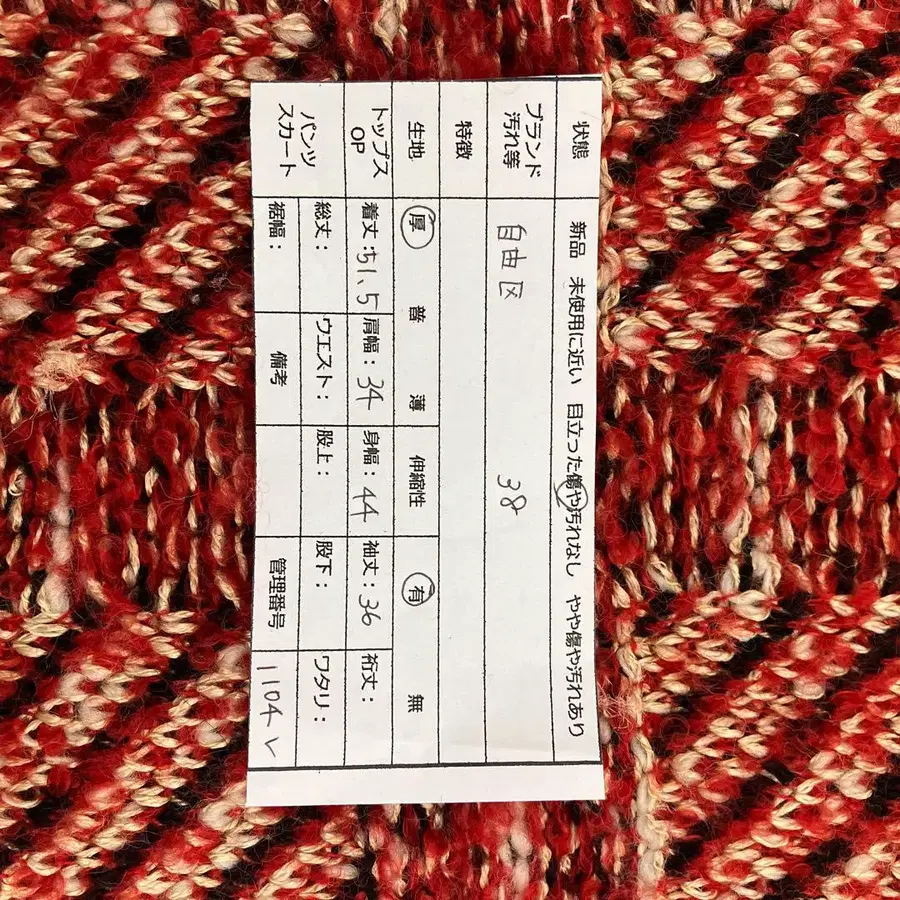 状態 新品 未使用に近い 目立った傷や汚れなし やや傷や汚れあり
ブランド 自由区 38
汚れ等
特徴
生地 厚 普 薄 伸縮性 有 無
トップス 着丈:51.5 肩幅:34 身幅:44 袖丈:36 裄丈:
OP
パンツ 総丈: ウエスト: 股上: 股下: ワタリ:
スカート 裾幅: 備考 管理番号 1104